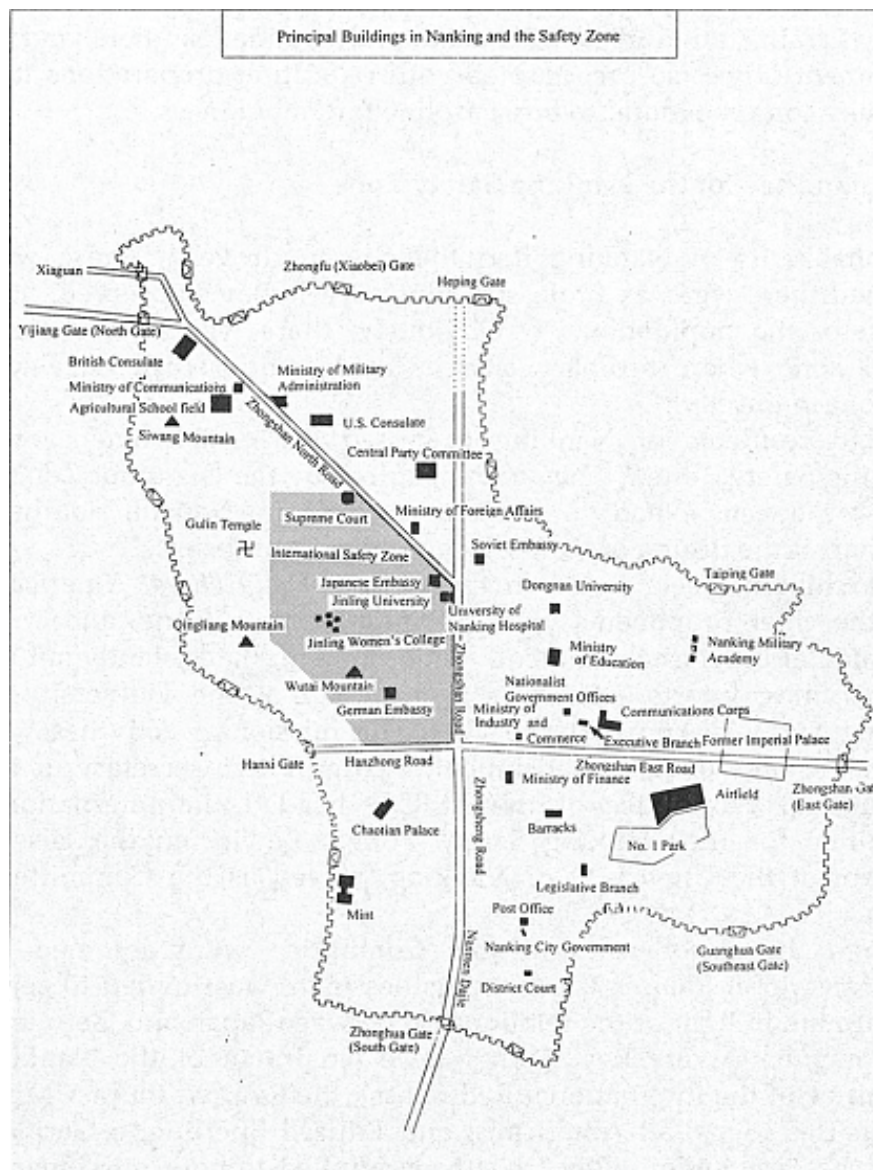 Principal Buildings in Nanking and the Safety Zone
Zhongfu (Xiaobei) Gate
Xiaguan
Heping Gate
Yijiang Gate (North Gate)
British Consulate
Ministry of Military
Administration
Ministry of Communications
Agricultural School field
U.S. Consulate
Siwang Mountain
Zhongshan North Road
Central Party Committee
Supreme Court
Ministry of Foreign Affairs
Gulin Temple
International Safety Zone
Soviet Embassy
Japanese Embassy
Dongnan University
Taiping Gate
Jinling University
University of
Nanking Hospital
Qingliang Mountain
Jinling Women's College
Zhongshan Road
Ministry
of Education
Nanking Military
Academy
Wutai Mountain
Nationalist
Government Offices
German Embassy
Ministry of
Industry and
Commerce
Communications Corps
Executive Branch
Former Imperial Palace
Hanxi Gate
Hanzhong Road
Zhongshan East Road
Zhongshan Gate
(East Gate)
Ministry of Finance
Airfield
Zhongzheng Road
Chaotian Palace
Barracks
No. 1 Park
Legislative Branch
Mint
Post Office
Nanking City Government
Guanghua Gate
(Southeast Gate)
Nanmen Dajie
District Court
Zhonghua Gate
(South Gate)